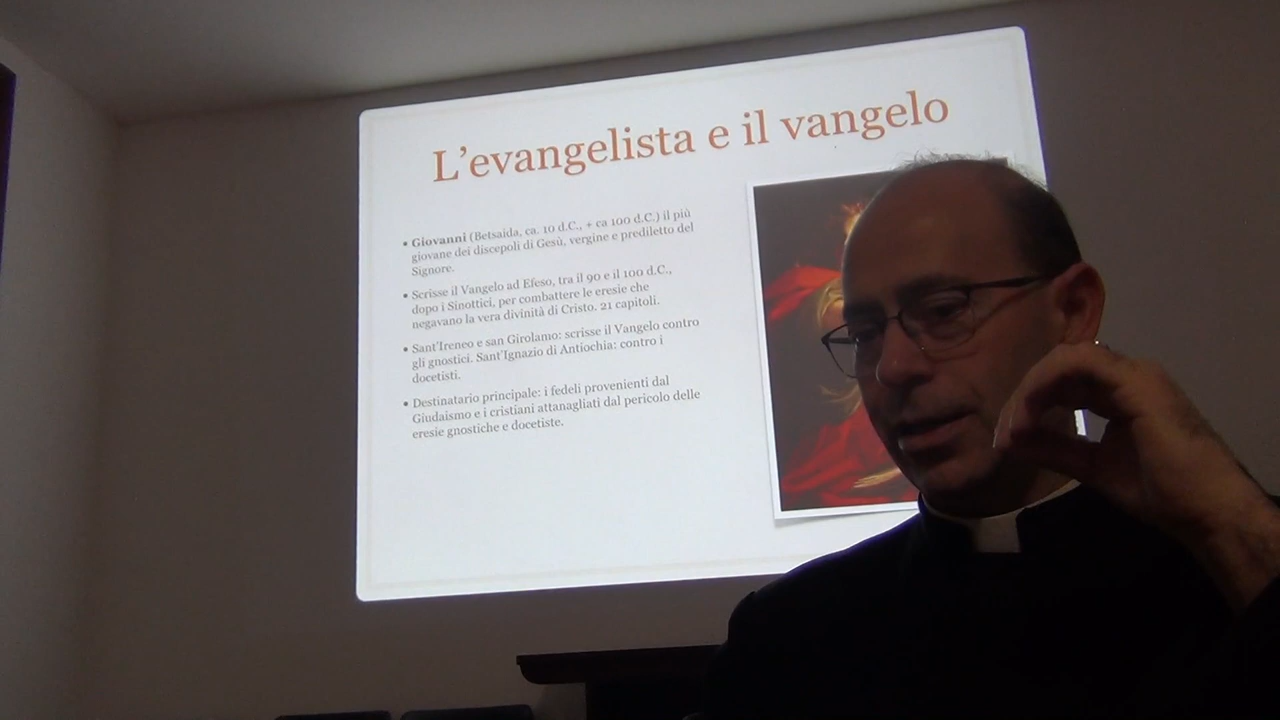 L'evangelista e il vangelo
• Giovanni (Betsaida, ca. 10 d.C., + ca 100 d.C.) il più
giovane dei discepoli di Gesù, vergine e prediletto del
Signore.
• Scrisse il Vangelo ad Efeso, tra il 90 e il 100 d.C.,
dopo i Sinottici, per combattere le eresie che
negavano la vera divinità di Cristo. 21 capitoli.
• Sant'Ireneo e san Girolamo: scrisse il Vangelo contro
gli gnostici. Sant'Ignazio di Antiochia: contro i
docetisti.
• Destinatario principale: i fedeli provenienti dal
Giudaismo e i cristiani attanagliati dal pericolo delle
eresie gnostiche e docetiste.